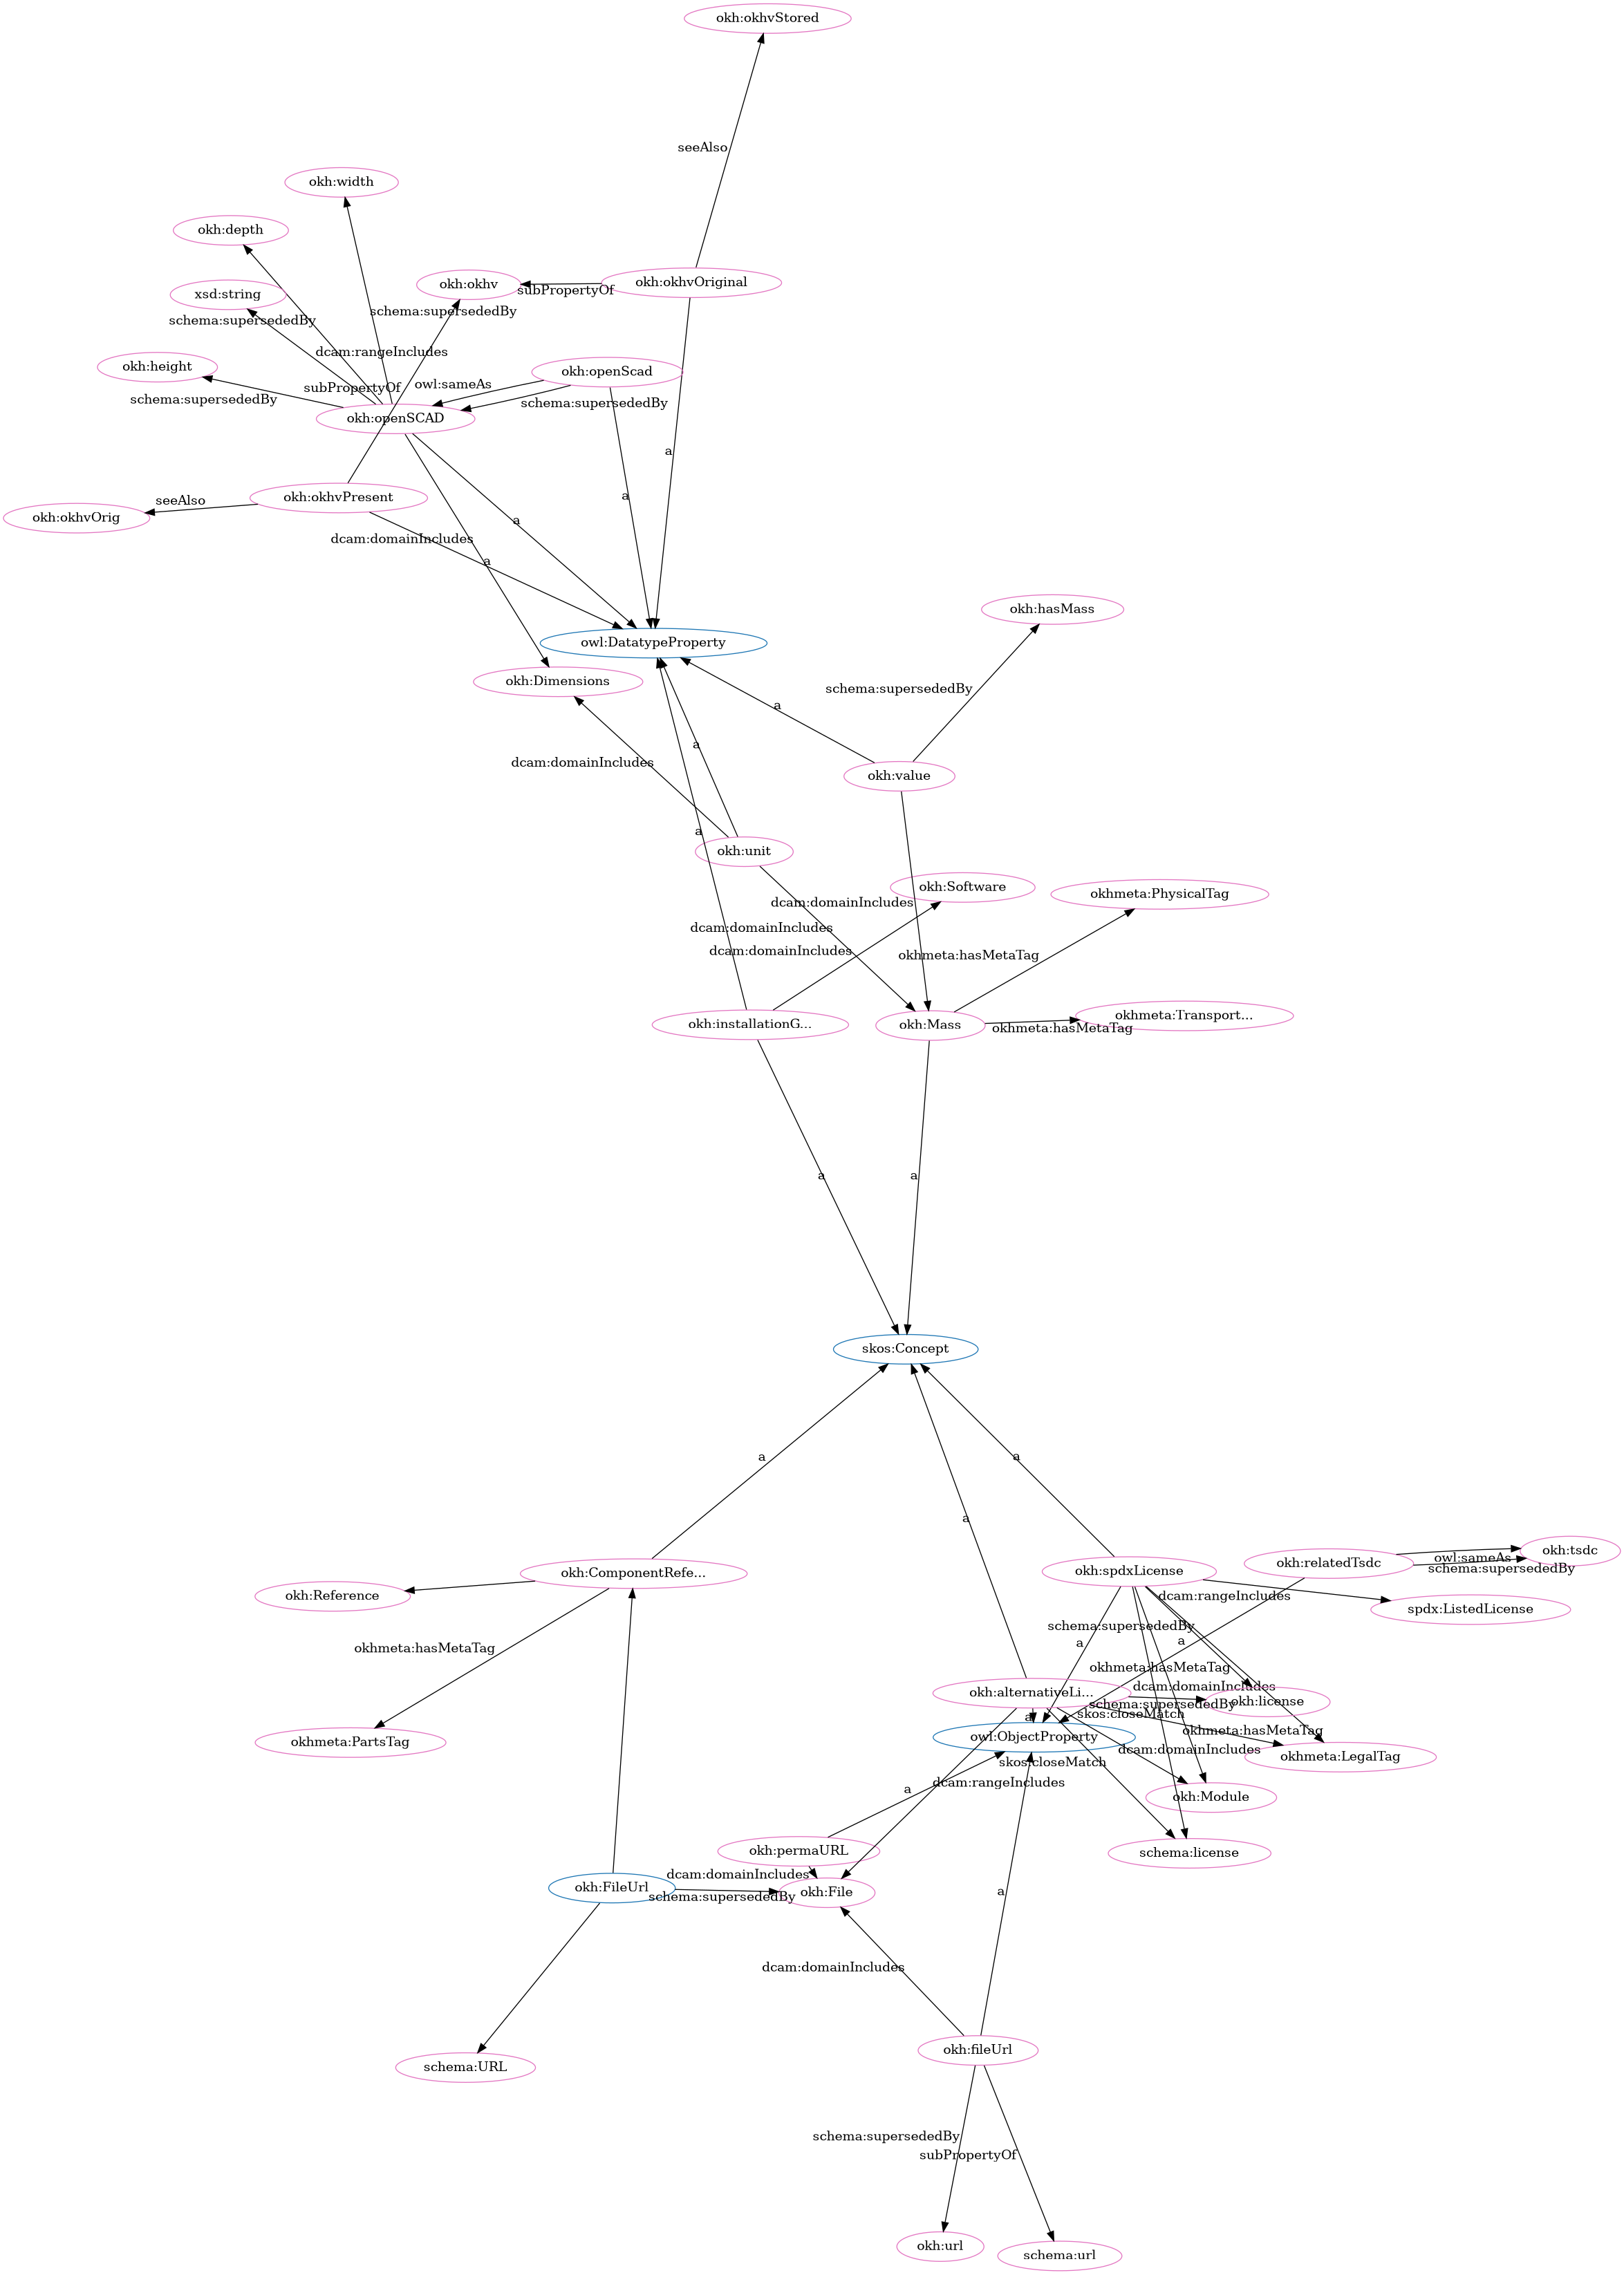 okh:okhvStored
seeAlso
okh:width
okh:depth
okh:okhv
okh:okhvOriginal
subPropertyOf
xsd:string
schema:supersededBy
schema:supersededBy
dcam:rangeIncludes
okh:height
okh:openScad
subPropertyOf
owl:sameAs
schema:supersededBy
schema:supersededBy
okh:openSCAD
a
okh:okhvPresent
a
seeAlso
okh:okhvOrig
a
dcam:domainIncludes
a
okh:hasMass
owl:DatatypeProperty
okh:Dimensions
schema:supersededBy
a
a
dcam:domainIncludes
okh:value
a
okh:unit
okh:Software
okhmeta:PhysicalTag
dcam:domainIncludes
dcam:domainIncludes
dcam:domainIncludes
okhmeta:hasMetaTag
okhmeta:Transport...
okh:installationG...
okh:Mass
okhmeta:hasMetaTag
a
a
skos:Concept
a
a
a
okh:tsdc
owl:sameAs
okh:relatedTsdc
schema:supersededBy
okh:ComponentRefe...
okh:spdxLicense
okh:Reference
dcam:rangeIncludes
spdx:ListedLicense
schema:supersededBy
a
a
okhmeta:hasMetaTag
okhmeta:hasMetaTag
dcam:domainIncludes
okh:alternativeLi...
okh:license
schema:supersededBy
skos:closeMatch
a
okhmeta:hasMetaTag
owl:ObjectProperty
okhmeta:PartsTag
dcam:domainIncludes
okhmeta:LegalTag
skos:closeMatch
dcam:rangeIncludes
a
okh:Module
okh:permaURL
schema:license
dcam:domainIncludes
okh:FileUrl
schema:supersededBy
okh:File
a
dcam:domainIncludes
okh:fileUrl
schema:URL
schema:supersededBy
subPropertyOf
okh:url
schema:url